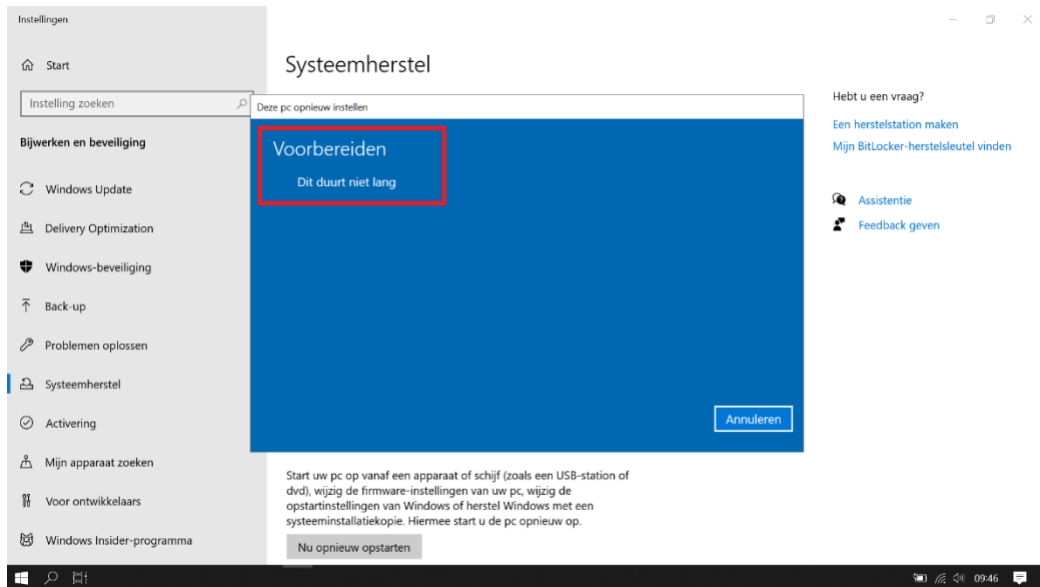 Instellingen
Start
Instelling zoeken
Bijwerken en beveiliging
Windows Update
Delivery Optimization
Windows-beveiliging
Back-up
Problemen oplossen
Systeemherstel
Activering
Mijn apparaat zoeken
Voor ontwikkelaars
Windows Insider-programma
Systeemherstel
Deze pc opnieuw instellen
Voorbereiden
Dit duurt niet lang
Annuleren
Start uw pc op vanaf een apparaat of schijf (zoals een USB-station of
dvd), wijzig de firmware-instellingen van uw pc, wijzig de
opstartinstellingen van Windows of herstel Windows met een
systeeminstallatiekopie. Hiermee start u de pc opnieuw op.
Nu opnieuw opstarten
Hebt u een vraag?
Een herstelstation maken
Mijn BitLocker-herstelsleutel vinden
Assistentie
Feedback geven
09:46